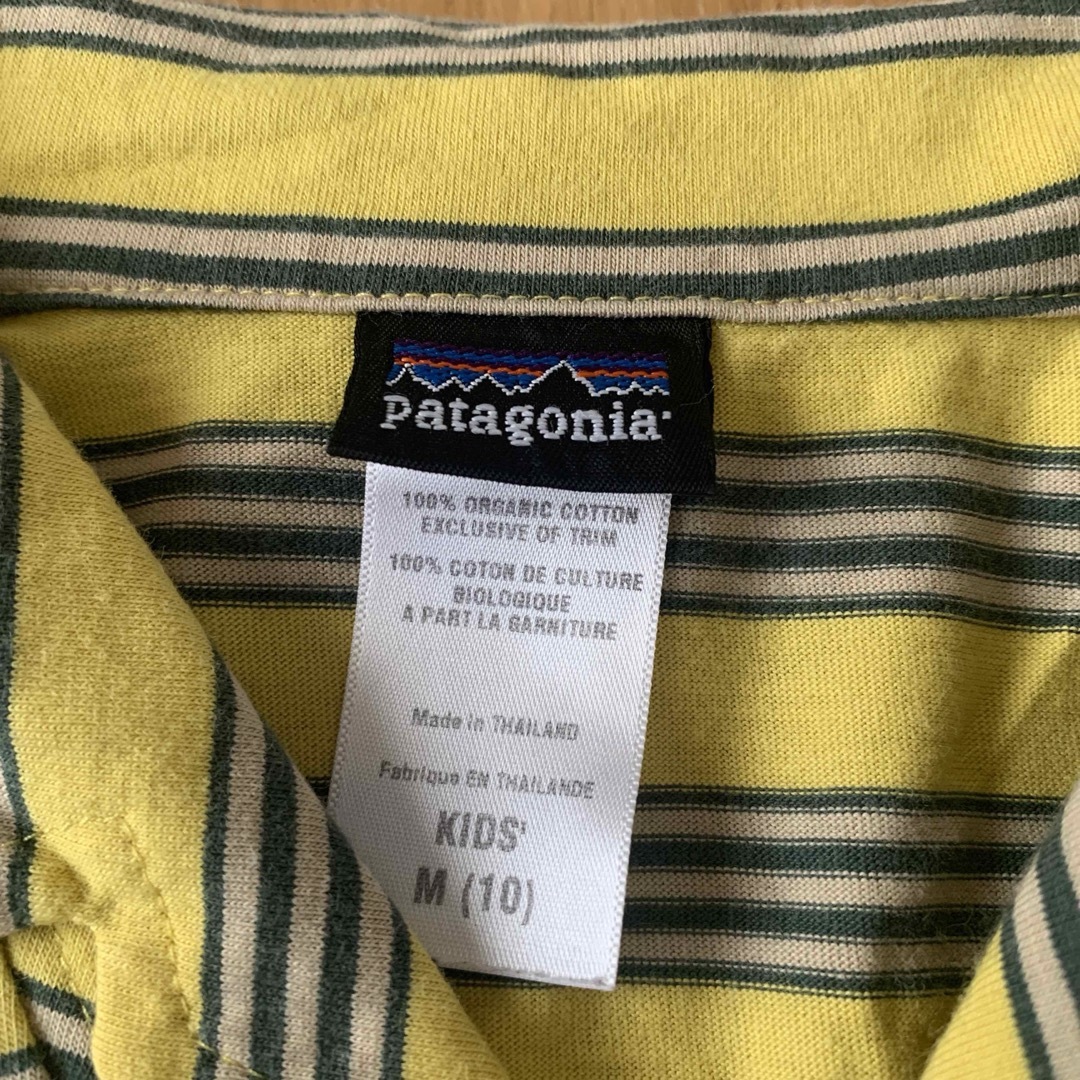 patagonia
100% ORGANIC COTTON
EXCLUSIVE OF TRIM
100% COTON DE CULTURE
BIOLOGIQUE
A PART LA GARNITURE
Made in THAILAND
Fabrique EN THAILANDE
KIDS'
M (10)